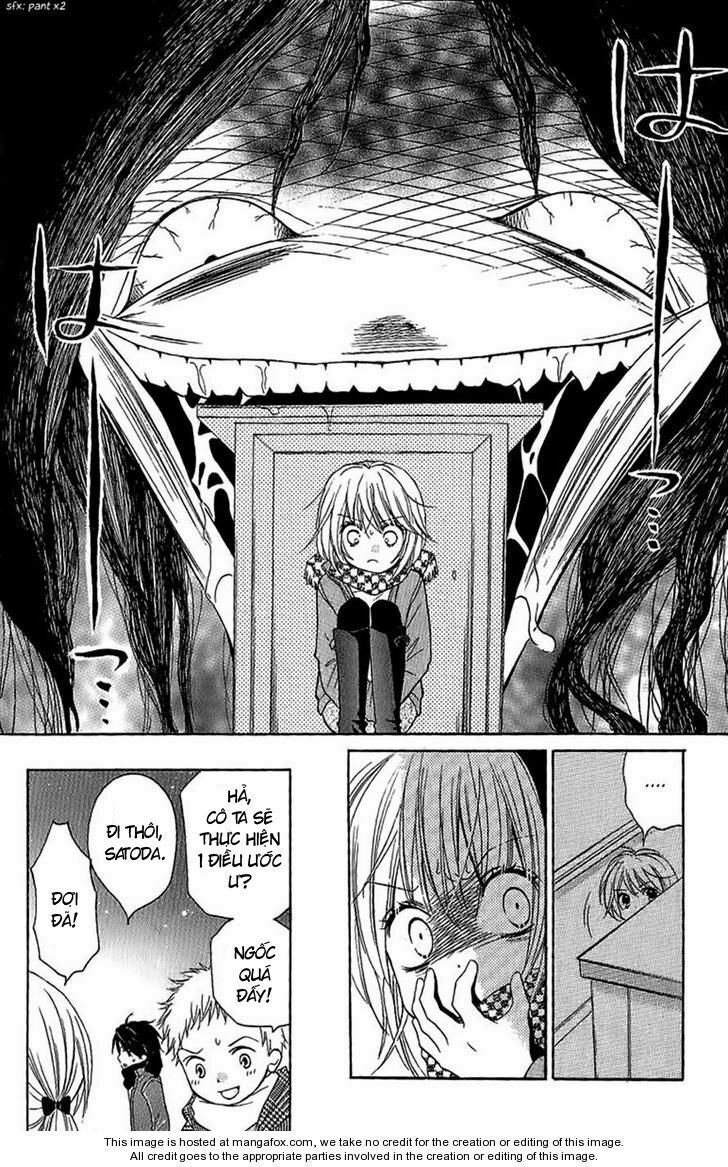 sfx: pant x2
はっ…
はっ…
....
HẢ,
CÔ TA SẼ
THỰC HIỆN
1 ĐIỀU ƯỚC
Ư?
NGỐC
QUÁ
ĐẤY!
ĐI THÔI,
SATODA.
ĐỢI
ĐÃ!
This image is hosted at mangafox.com, we take no credit for the creation or editing of this image.
All credit goes to the appropriate parties involved in the creation or editing of this image.